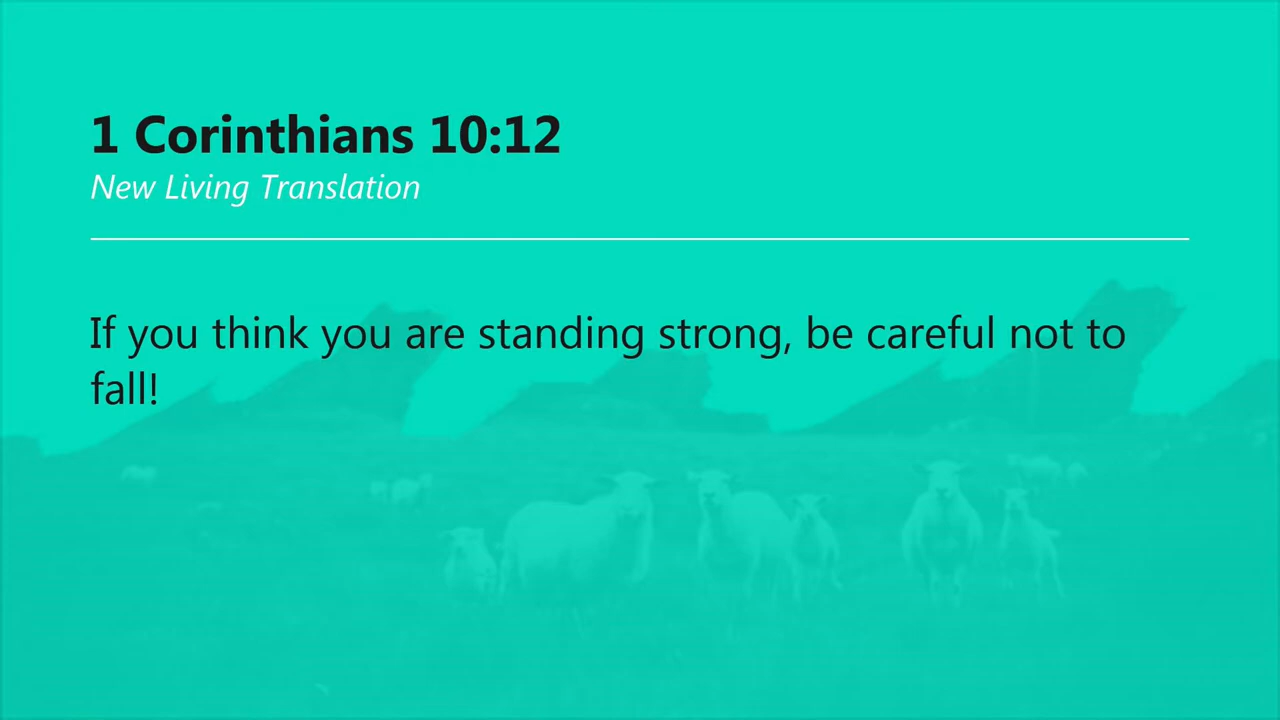 1 Corinthians 10:12
New Living Translation
If you think you are standing strong, be careful not to
fall!